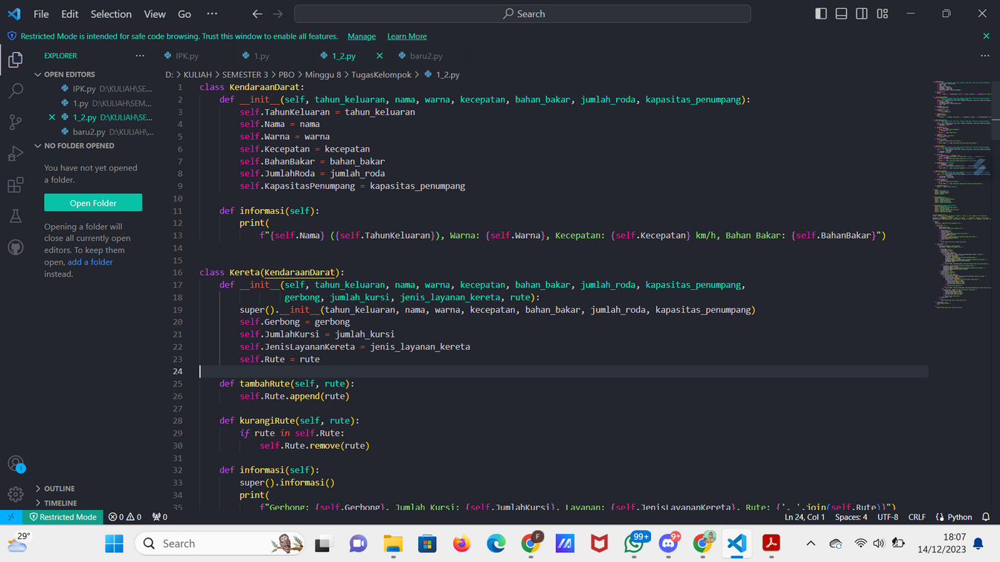 File Edit Selection View Go ··· Search
Restricted Mode is intended for safe code browsing. Trust this window to enable all features. Manage Learn More
EXPLORER ··· IPK.py 1.py 1_2.py baru2.py ···
OPEN EDITORS
IPK.py D:\KULIAH\SE...
1.py D:\KULIAH\SEM...
1_2.py D:\KULIAH\SE...
baru2.py D:\KULIAH\...
NO FOLDER OPENED
You have not yet opened
a folder.
Open Folder
Opening a folder will
close all currently open
editors. To keep them
open, add a folder
instead.
OUTLINE
TIMELINE
D: > KULIAH > SEMESTER 3 > PBO > Minggu 8 > TugasKelompok > 1_2.py
1 class KendaraanDarat:
2 def __init__(self, tahun_keluaran, nama, warna, kecepatan, bahan_bakar, jumlah_roda, kapasitas_penumpang):
3 self.TahunKeluaran = tahun_keluaran
4 self.Nama = nama
5 self.Warna = warna
6 self.Kecepatan = kecepatan
7 self.BahanBakar = bahan_bakar
8 self.JumlahRoda = jumlah_roda
9 self.KapasitasPenumpang = kapasitas_penumpang
10
11 def informasi(self):
12 print(
13 f"{self.Nama} ({self.TahunKeluaran}), Warna: {self.Warna}, Kecepatan: {self.Kecepatan} km/h, Bahan Bakar: {self.BahanBakar}")
14
15
16 class Kereta(KendaraanDarat):
17 def __init__(self, tahun_keluaran, nama, warna, kecepatan, bahan_bakar, jumlah_roda, kapasitas_penumpang,
18 gerbong, jumlah_kursi, jenis_layanan_kereta, rute):
19 super().__init__(tahun_keluaran, nama, warna, kecepatan, bahan_bakar, jumlah_roda, kapasitas_penumpang)
20 self.Gerbong = gerbong
21 self.JumlahKursi = jumlah_kursi
22 self.JenisLayananKereta = jenis_layanan_kereta
23 self.Rute = rute
24
25 def tambahRute(self, rute):
26 self.Rute.append(rute)
27
28 def kurangiRute(self, rute):
29 if rute in self.Rute:
30 self.Rute.remove(rute)
31
32 def informasi(self):
33 super().informasi()
34 print(
35 f"Gerbong: {self.Gerbong}, Jumlah Kursi: {self.JumlahKursi}, Layanan: {self.JenisLayananKereta}, Rute: {', '.join(self.Rute)}")
1
Restricted Mode 0 0 0 Ln 24, Col 1 Spaces: 4 UTF-8 CRLF Python
29° Search F 99+ 9+ 18:07
14/12/2023